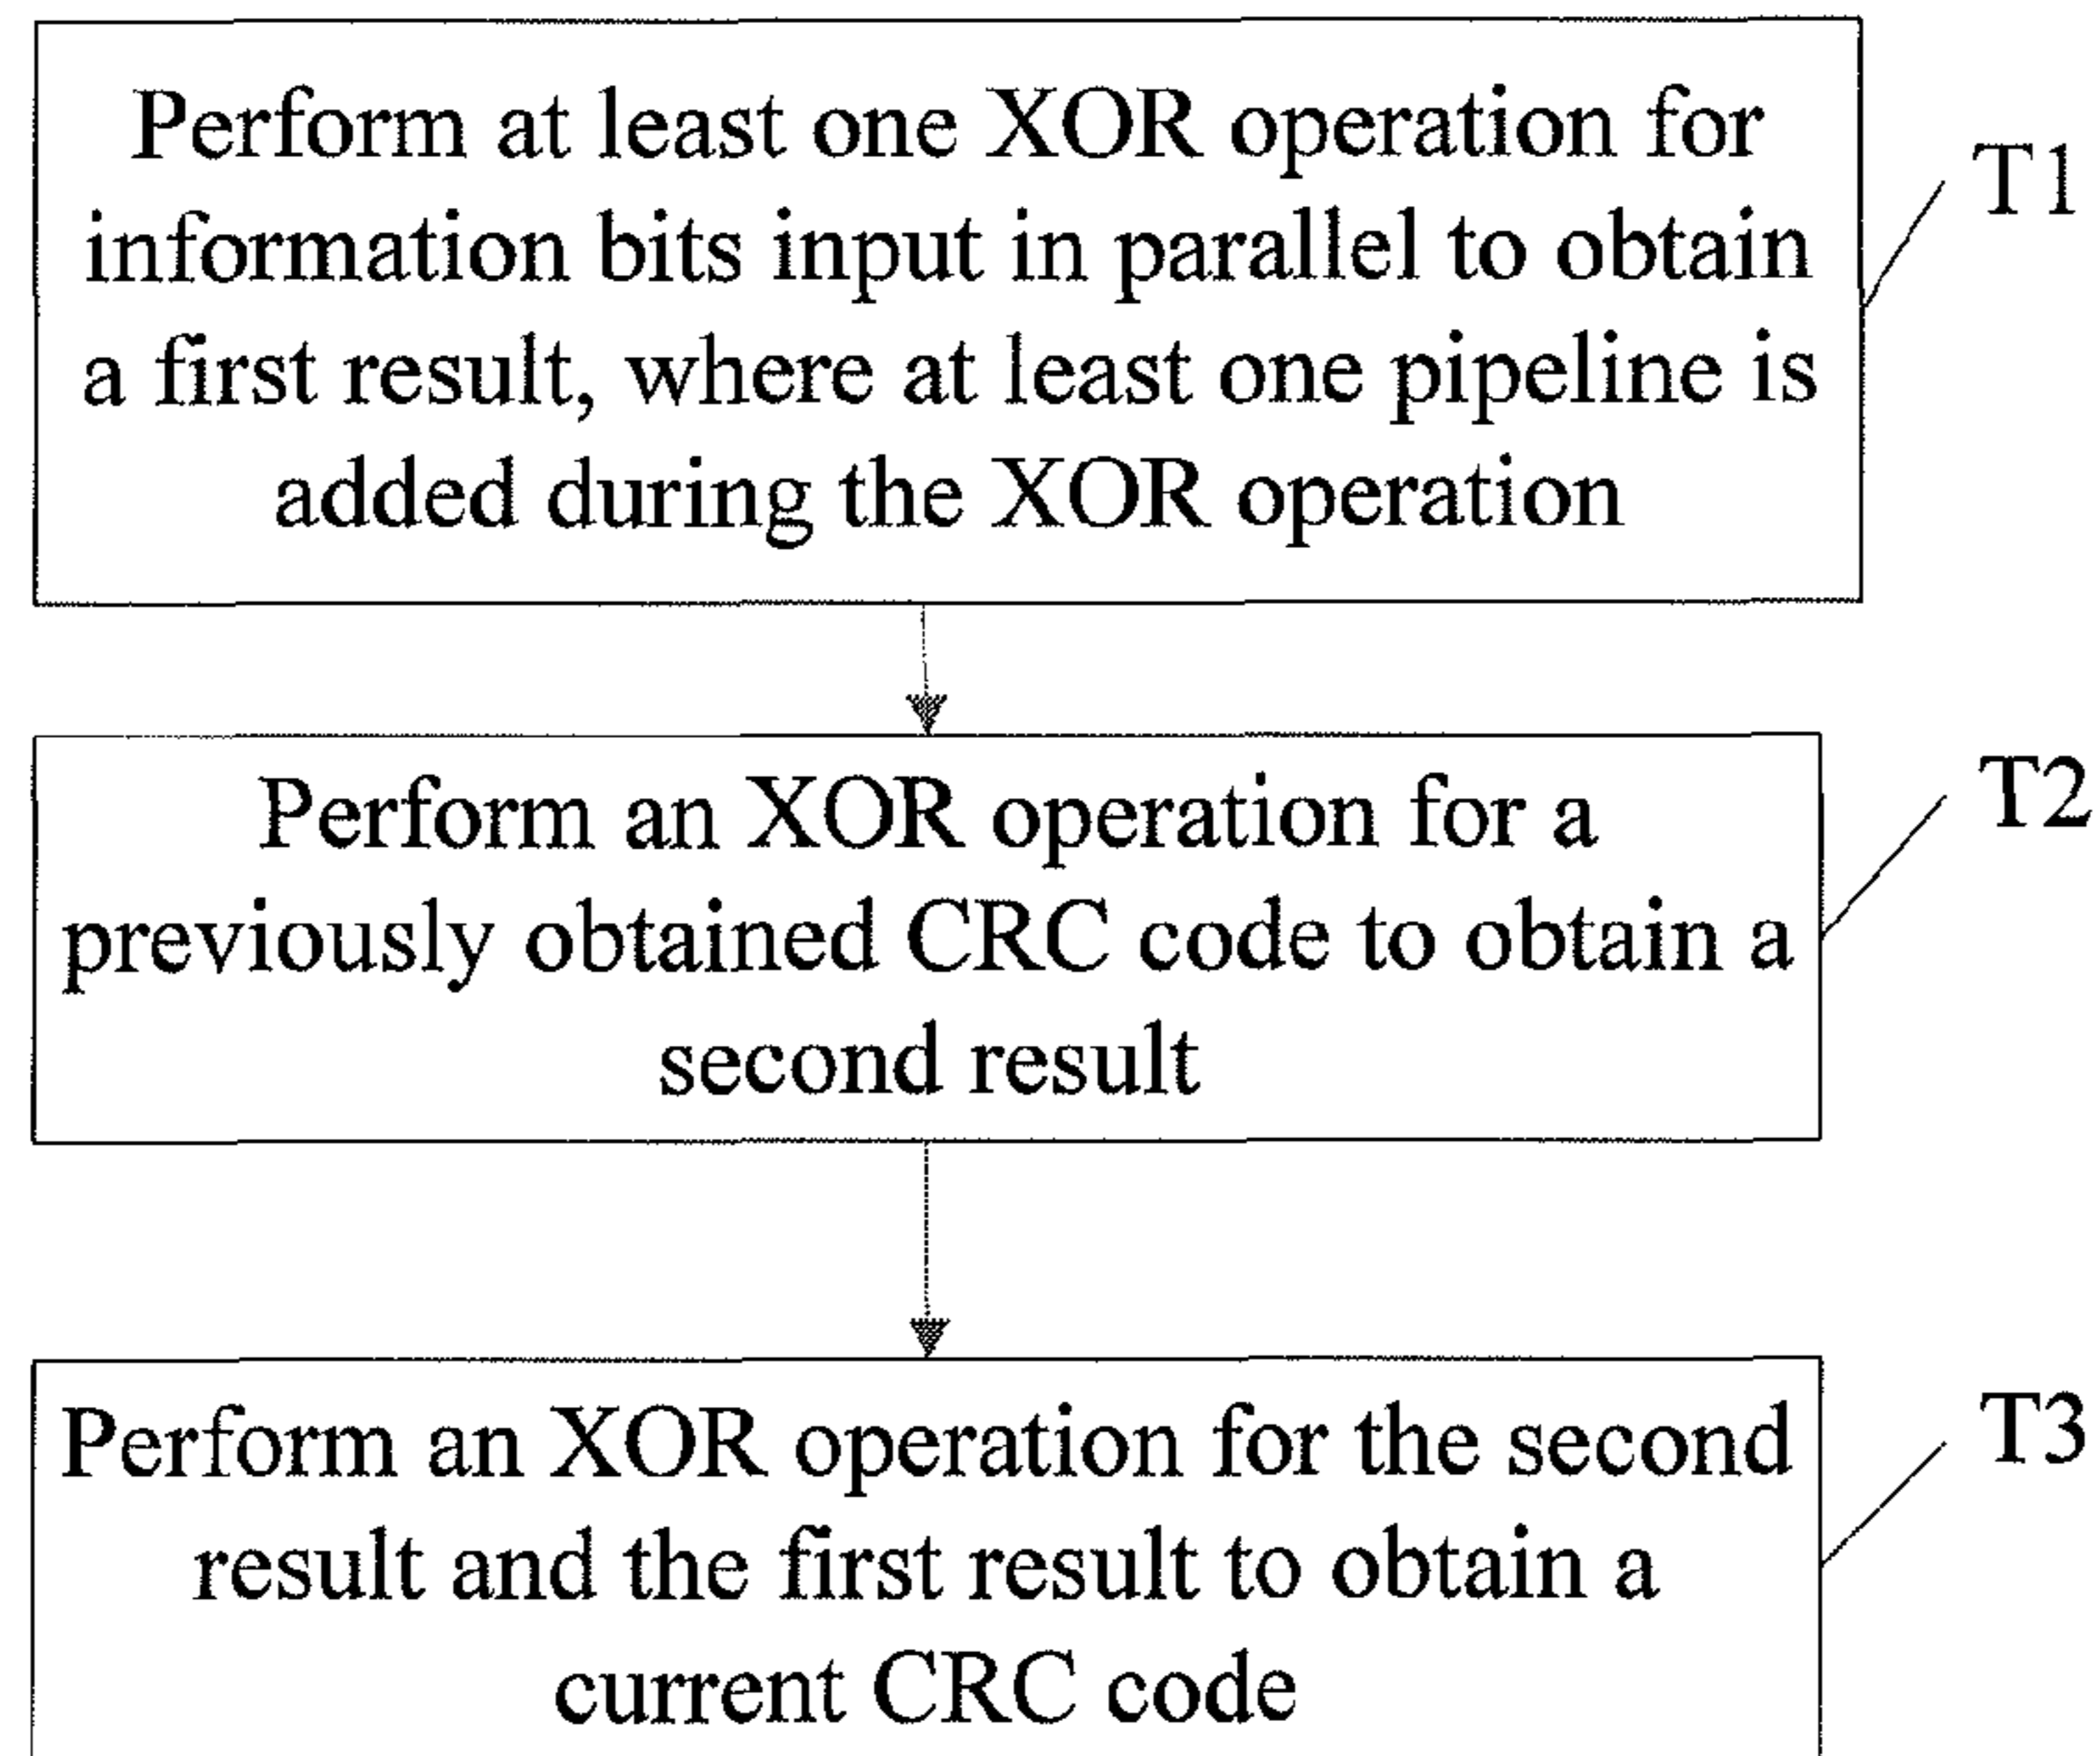 Perform at least one XOR operation for
information bits input in parallel to obtain
a first result, where at least one pipeline is
added during the XOR operation
T1
Perform an XOR operation for a
previously obtained CRC code to obtain a
second result
T2
Perform an XOR operation for the second
result and the first result to obtain a
current CRC code
T3